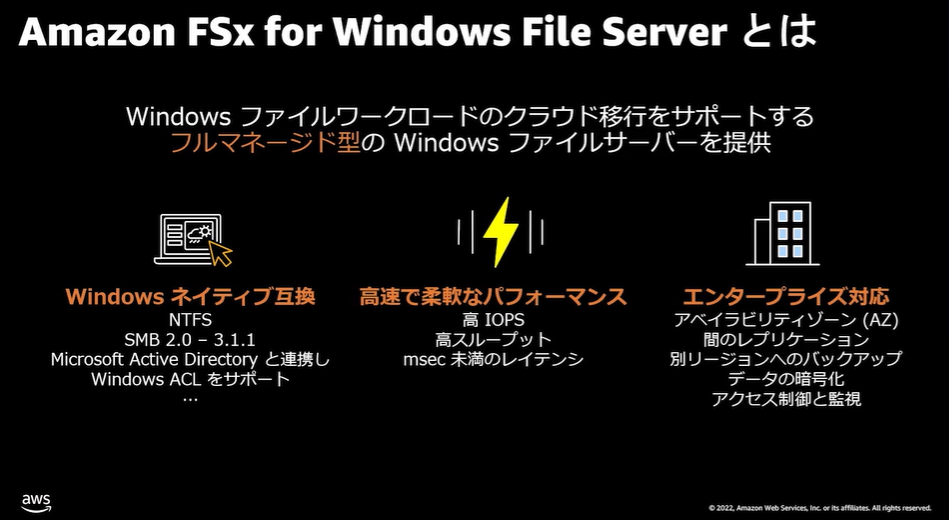 Amazon FSx for Windows File Server とは
Windows ファイルワークロードのクラウド移行をサポートする
フルマネージド型の Windows ファイルサーバーを提供
Windows ネイティブ互換
NTFS
SMB 2.0 – 3.1.1
Microsoft Active Directory と連携し
Windows ACL をサポート
…
高速で柔軟なパフォーマンス
高 IOPS
高スループット
msec 未満のレイテンシ
エンタープライズ対応
アベイラビリティゾーン (AZ)
間のレプリケーション
別リージョンへのバックアップ
データの暗号化
アクセス制御と監視
aws
© 2022, Amazon Web Services, Inc. or its affiliates. All rights reserved.